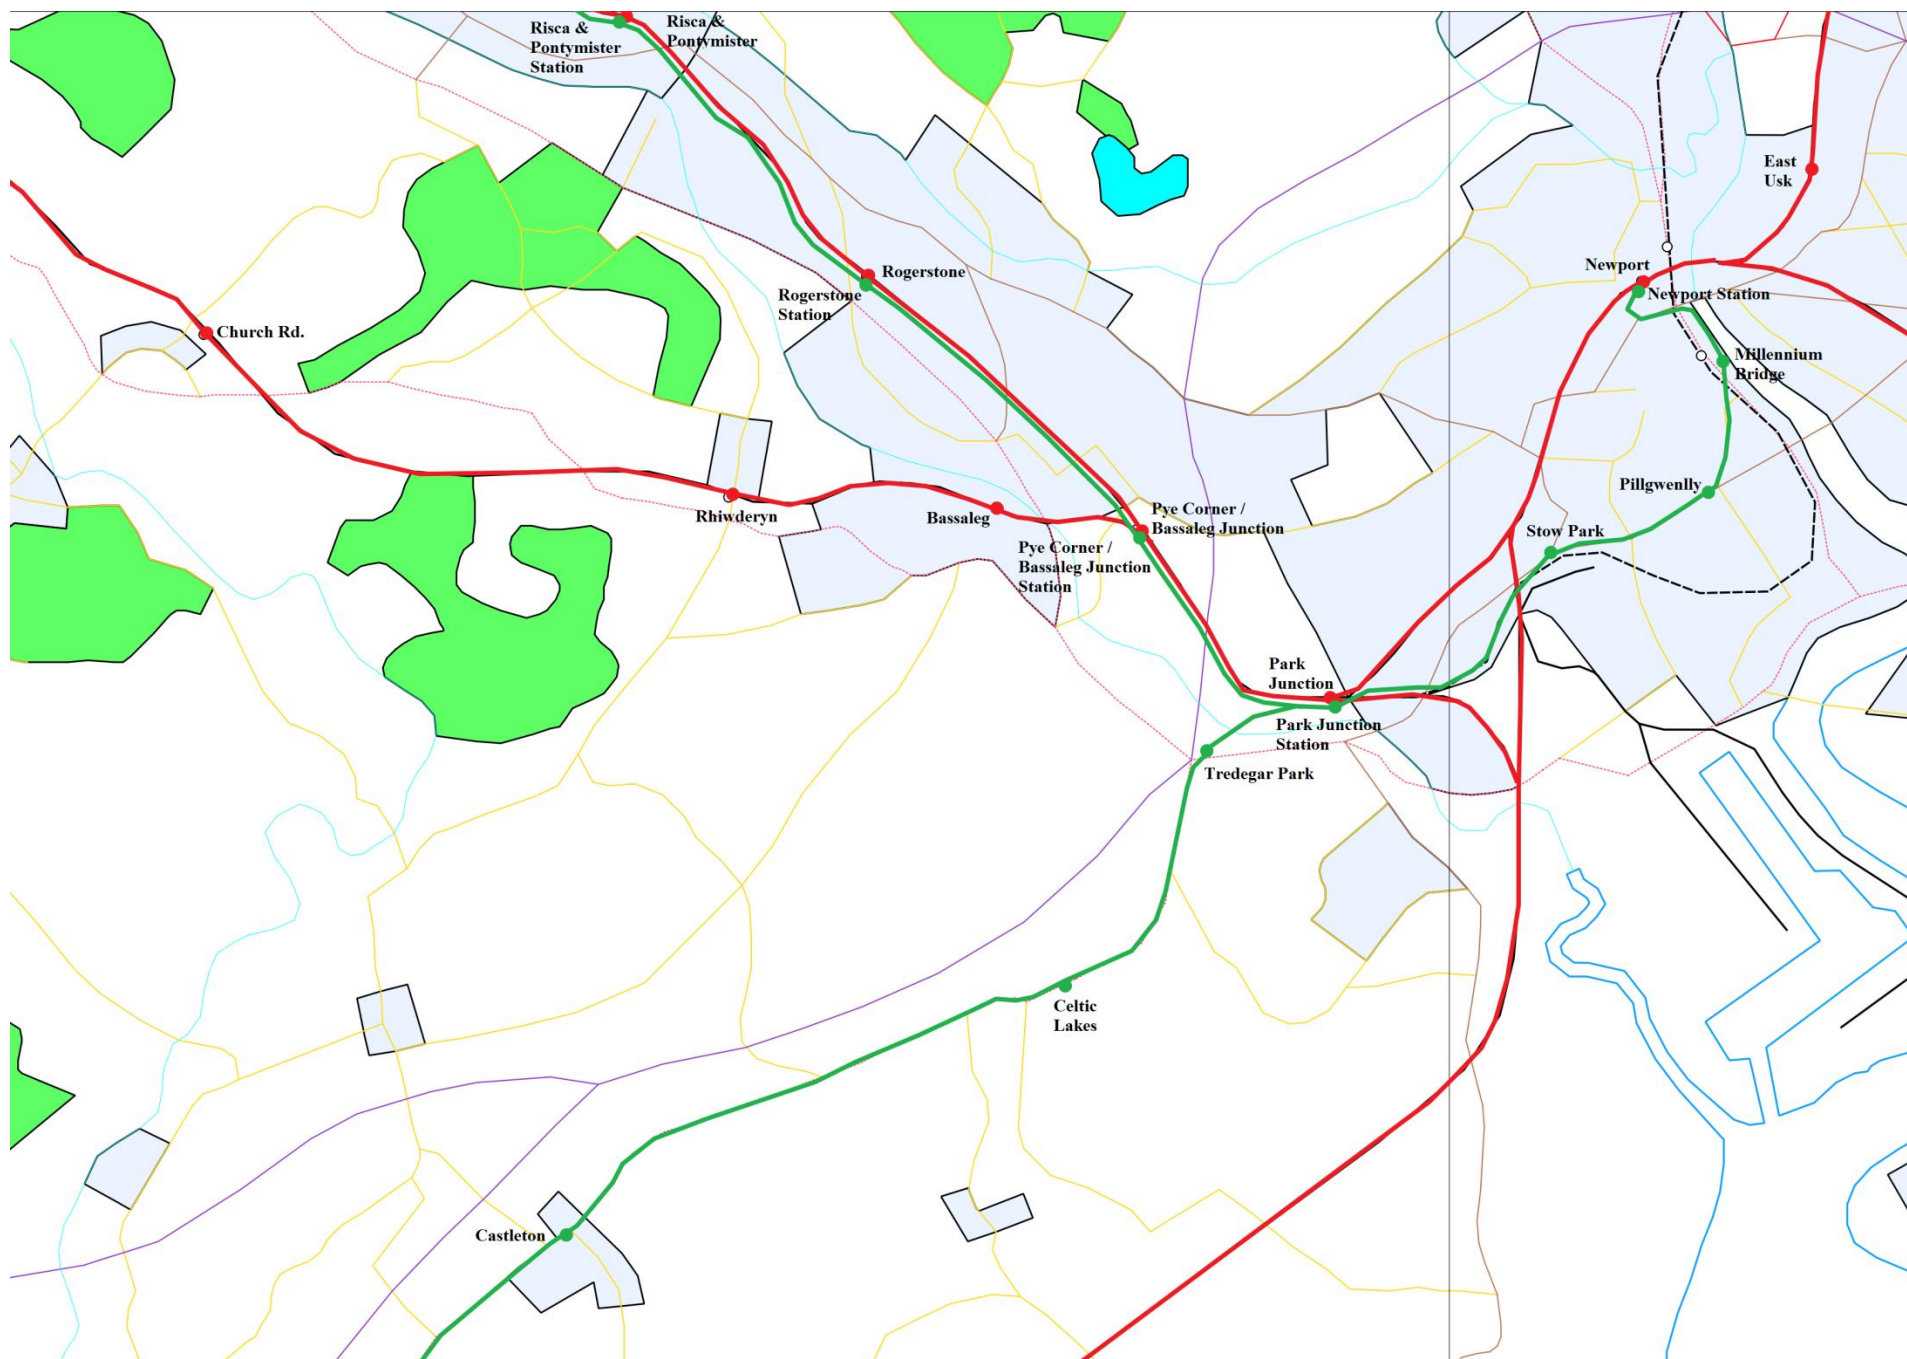 Risca &
Pontymister
Station
Risca &
Pontymister
East
Usk
Rogerstone
Rogerstone
Station
Newport
Newport Station
Church Rd.
Millennium
Bridge
Pillgwenlly
Stow Park
Rhiwderyn
Bassaleg
Pye Corner /
Bassaleg Junction
Pye Corner /
Bassaleg Junction
Station
Park
Junction
Park Junction
Station
Tredegar Park
Celtic
Lakes
Castleton